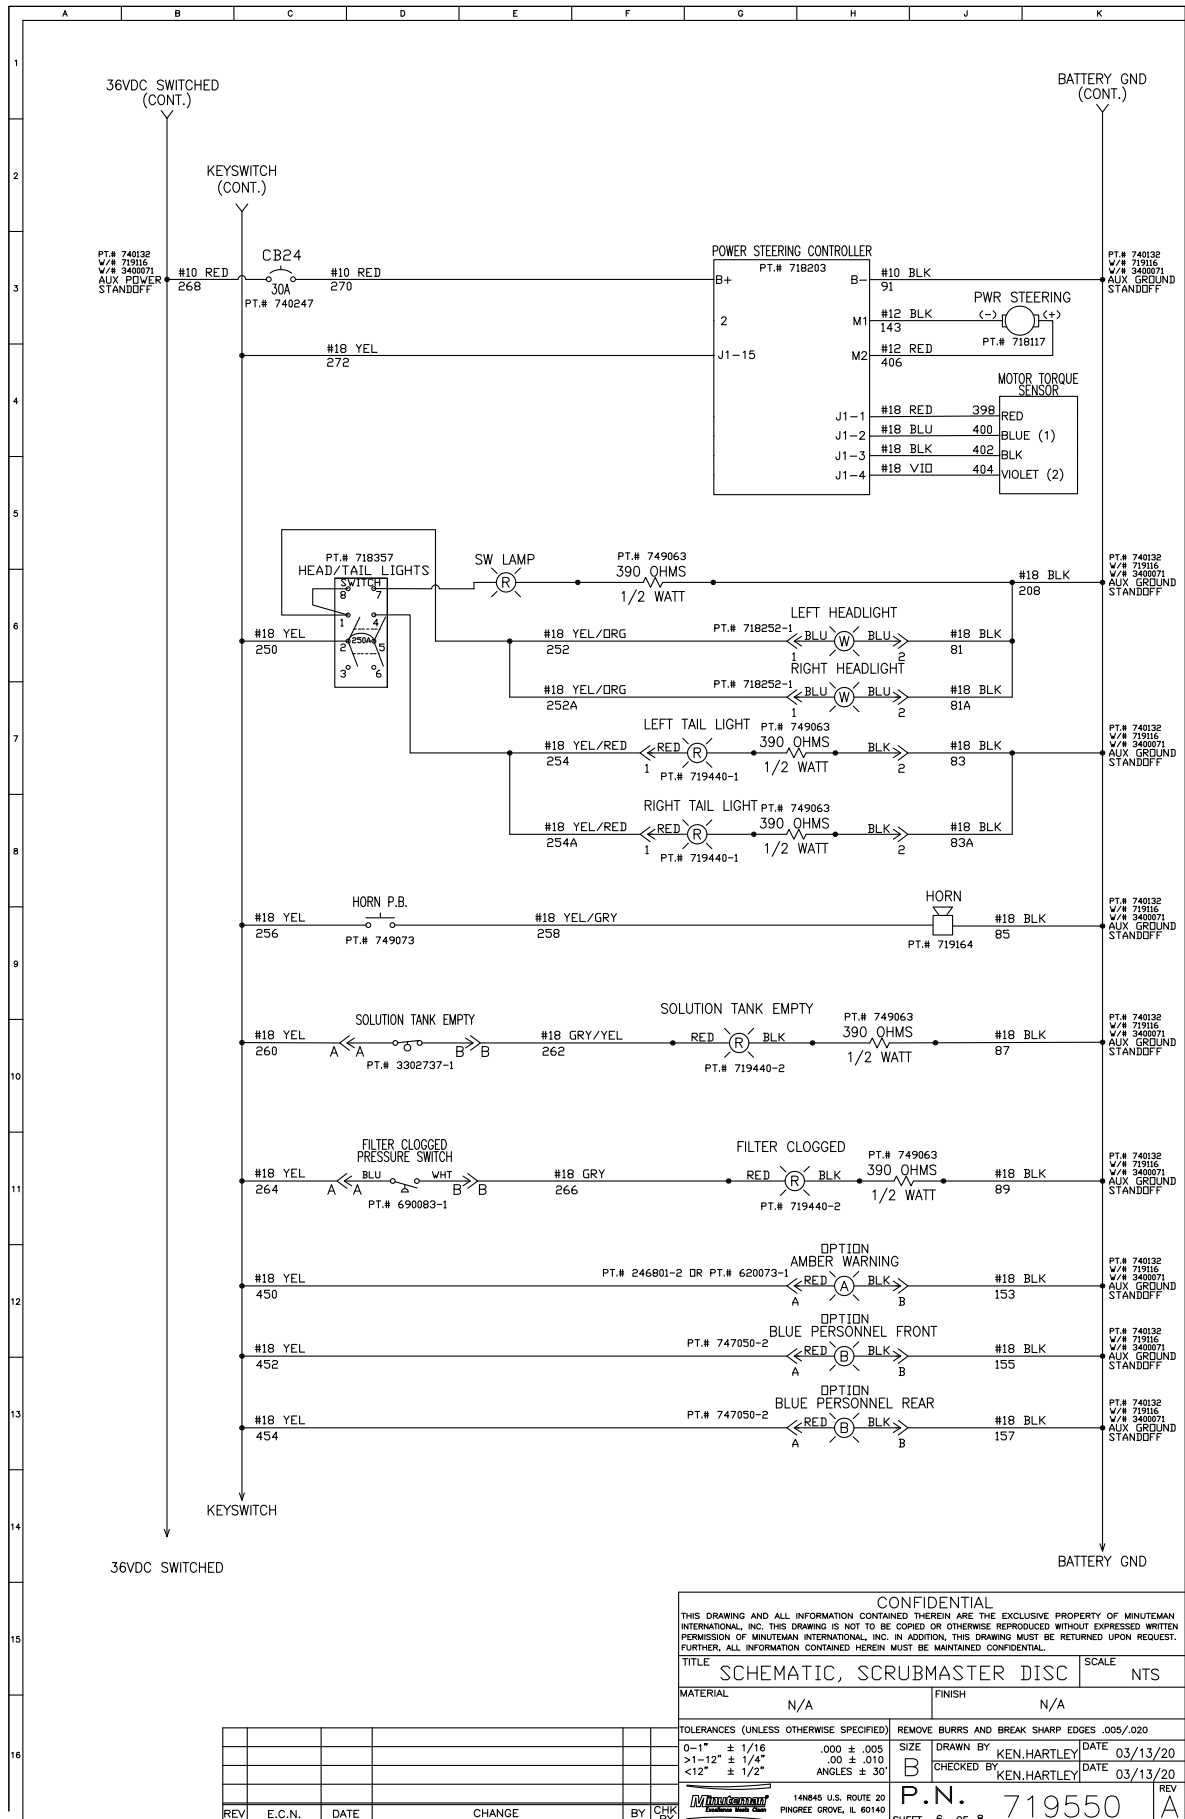 A B C D E F G H J K
1
36VDC SWITCHED
(CONT.)
BATTERY GND
(CONT.)
2
KEYSWITCH
(CONT.)
3
PT.# 740132
W/# 719116
W/# 3400071
AUX POWER
STANDOFF
#10 RED
268
CB24
30A
PT.# 740247
#10 RED
270
POWER STEERING CONTROLLER
PT.# 718203
B+
B-
#10 BLK
91
PT.# 740132
W/# 719116
W/# 3400071
AUX GROUND
STANDOFF
2
M1
#12 BLK
143
PWR STEERING
(-) (+)
PT.# 718117
#18 YEL
272
J1-15
M2
#12 RED
406
4
MOTOR TORQUE
SENSOR
J1-1 #18 RED 398 RED
J1-2 #18 BLU 400 BLUE (1)
J1-3 #18 BLK 402 BLK
J1-4 #18 VIO 404 VIOLET (2)
5
PT.# 718357
HEAD/TAIL LIGHTS
SWITCH
8 7
1 4
2 250A 5
3 6
SW LAMP
R
PT.# 749063
390 OHMS
1/2 WATT
#18 BLK
208
PT.# 740132
W/# 719116
W/# 3400071
AUX GROUND
STANDOFF
6
#18 YEL
250
#18 YEL/ORG
252
LEFT HEADLIGHT
PT.# 718252-1
BLU W BLU
1 2
#18 BLK
81
RIGHT HEADLIGHT
#18 YEL/ORG
252A
PT.# 718252-1
BLU W BLU
1 2
#18 BLK
81A
7
#18 YEL/RED
254
LEFT TAIL LIGHT
RED R
1
PT.# 719440-1
PT.# 749063
390 OHMS
1/2 WATT
BLK
2
#18 BLK
83
PT.# 740132
W/# 719116
W/# 3400071
AUX GROUND
STANDOFF
8
#18 YEL/RED
254A
RIGHT TAIL LIGHT
RED R
1
PT.# 719440-1
PT.# 749063
390 OHMS
1/2 WATT
BLK
2
#18 BLK
83A
9
#18 YEL
256
HORN P.B.
PT.# 749073
#18 YEL/GRY
258
HORN
PT.# 719164
#18 BLK
85
PT.# 740132
W/# 719116
W/# 3400071
AUX GROUND
STANDOFF
10
#18 YEL
260
SOLUTION TANK EMPTY
A A B B
PT.# 3302737-1
#18 GRY/YEL
262
SOLUTION TANK EMPTY
RED R BLK
PT.# 719440-2
PT.# 749063
390 OHMS
1/2 WATT
#18 BLK
87
PT.# 740132
W/# 719116
W/# 3400071
AUX GROUND
STANDOFF
11
#18 YEL
264
FILTER CLOGGED
PRESSURE SWITCH
A A BLU WHT B B
PT.# 690083-1
#18 GRY
266
FILTER CLOGGED
RED R BLK
PT.# 719440-2
PT.# 749063
390 OHMS
1/2 WATT
#18 BLK
89
PT.# 740132
W/# 719116
W/# 3400071
AUX GROUND
STANDOFF
12
#18 YEL
450
PT.# 246801-2 OR PT.# 620073-1
OPTION
AMBER WARNING
RED A BLK
A B
#18 BLK
153
PT.# 740132
W/# 719116
W/# 3400071
AUX GROUND
STANDOFF
#18 YEL
452
PT.# 747050-2
OPTION
BLUE PERSONNEL FRONT
RED B BLK
A B
#18 BLK
155
PT.# 740132
W/# 719116
W/# 3400071
AUX GROUND
STANDOFF
13
#18 YEL
454
PT.# 747050-2
OPTION
BLUE PERSONNEL REAR
RED B BLK
A B
#18 BLK
157
PT.# 740132
W/# 719116
W/# 3400071
AUX GROUND
STANDOFF
14
KEYSWITCH
36VDC SWITCHED
BATTERY GND
15
CONFIDENTIAL
THIS DRAWING AND ALL INFORMATION CONTAINED THEREIN ARE THE EXCLUSIVE PROPERTY OF MINUTEMAN
INTERNATIONAL, INC. THIS DRAWING IS NOT TO BE COPIED OR OTHERWISE REPRODUCED WITHOUT EXPRESSED WRITTEN
PERMISSION OF MINUTEMAN INTERNATIONAL, INC. IN ADDITION, THIS DRAWING MUST BE RETURNED UPON REQUEST.
FURTHER, ALL INFORMATION CONTAINED HEREIN MUST BE MAINTAINED CONFIDENTIAL.
TITLE SCHEMATIC, SCRUBMASTER DISC
SCALE NTS
MATERIAL N/A
FINISH N/A
16
TOLERANCES (UNLESS OTHERWISE SPECIFIED)
REMOVE BURRS AND BREAK SHARP EDGES .005/.020
0-1" ± 1/16 .000 ± .005
>1-12" ± 1/4" .00 ± .010
<12" ± 1/2" ANGLES ± 30'
SIZE B
DRAWN BY KEN.HARTLEY DATE 03/13/20
CHECKED BY KEN.HARTLEY DATE 03/13/20
Minuteman
Excellence Meets Clean
14N845 U.S. ROUTE 20
PINGREE GROVE, IL 60140
P.N. 719550
REV A
SHEET 6 OF 8
REV E.C.N. DATE CHANGE BY CHK BY